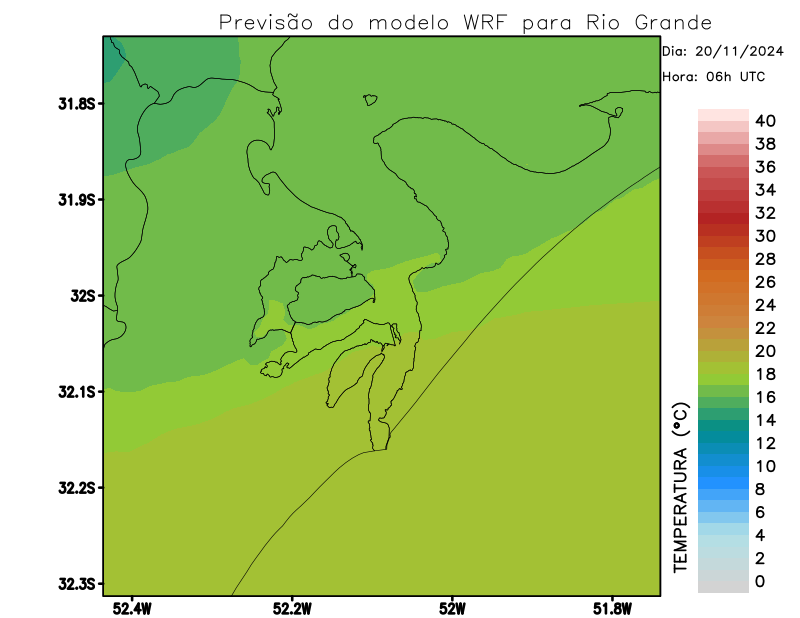 Previsão do modelo WRF para Rio Grande
Dia: 20/11/2024
Hora: 06h UTC
31.8S
31.9S
32S
32.1S
32.2S
32.3S
52.4W
52.2W
52W
51.8W
TEMPERATURA (°C)
40
38
36
34
32
30
28
26
24
22
20
18
16
14
12
10
8
6
4
2
0